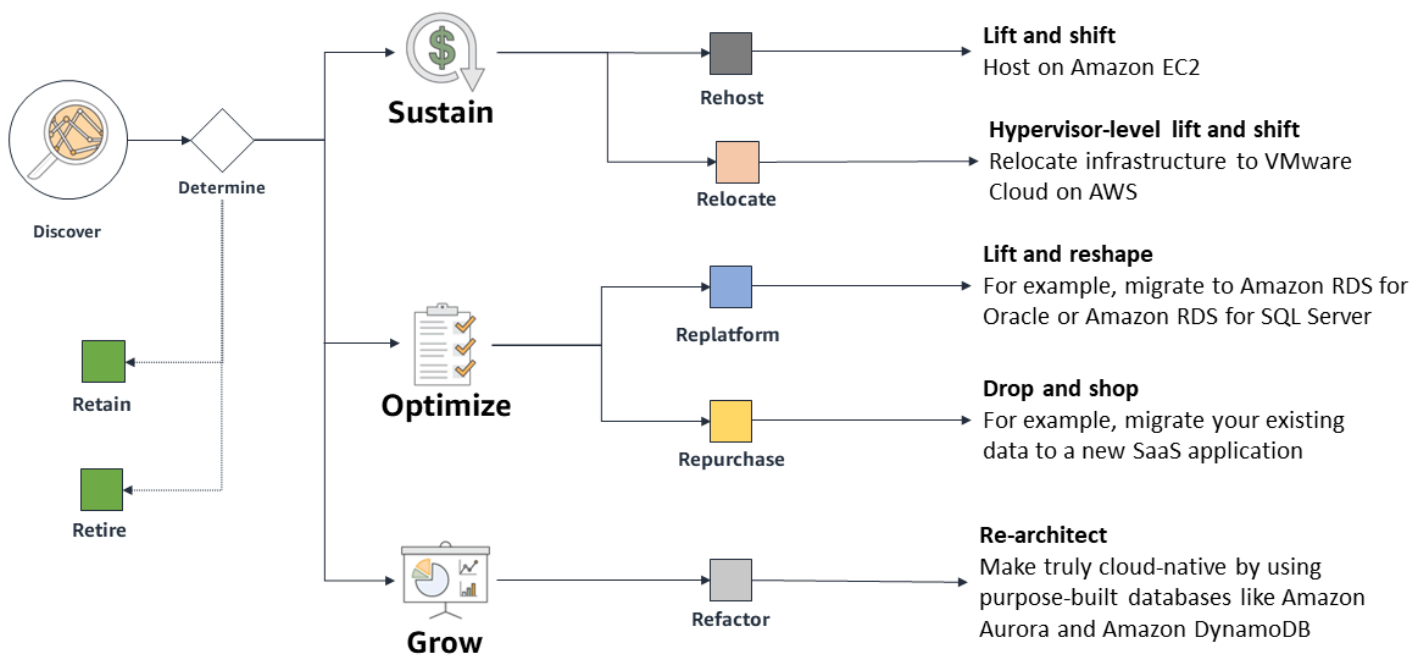 Discover
Determine
Retain
Retire
Sustain
Rehost
Lift and shift
Host on Amazon EC2
Relocate
Hypervisor-level lift and shift
Relocate infrastructure to VMware
Cloud on AWS
Optimize
Replatform
Lift and reshape
For example, migrate to Amazon RDS for
Oracle or Amazon RDS for SQL Server
Repurchase
Drop and shop
For example, migrate your existing
data to a new SaaS application
Grow
Refactor
Re-architect
Make truly cloud-native by using
purpose-built databases like Amazon
Aurora and Amazon DynamoDB